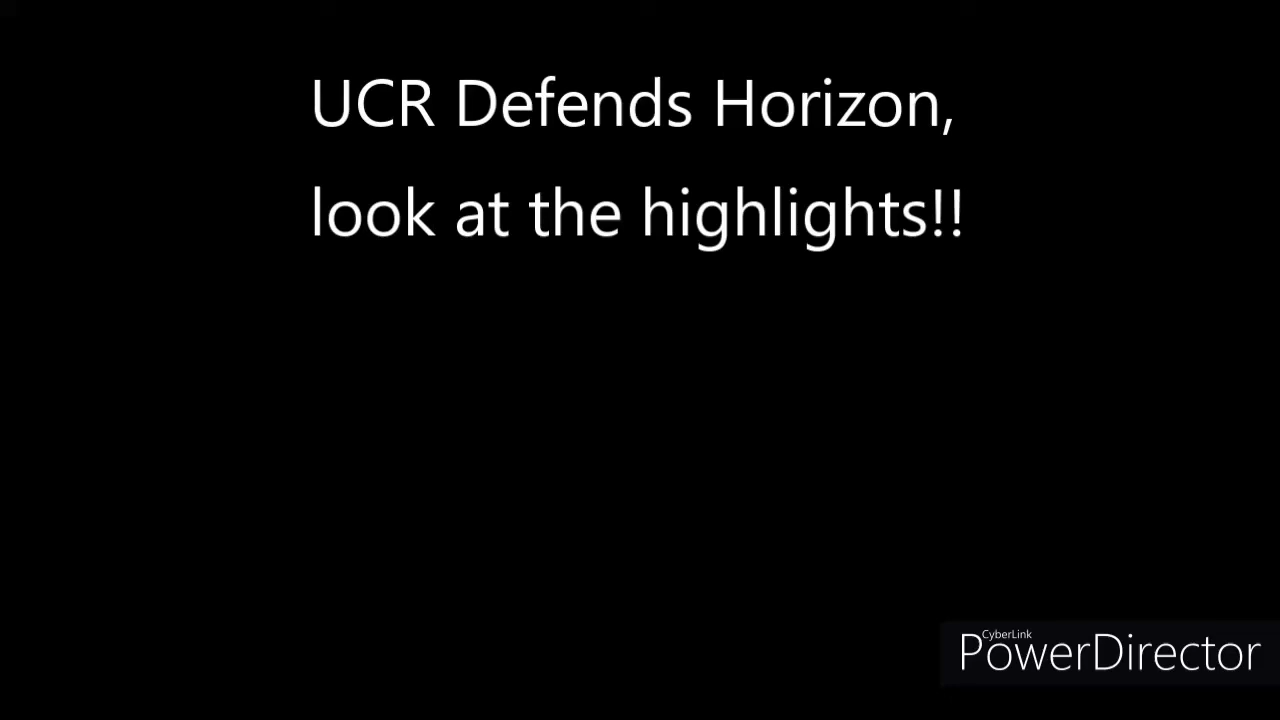 UCR Defends Horizon,
look at the highlights!!
CyberLink
PowerDirector